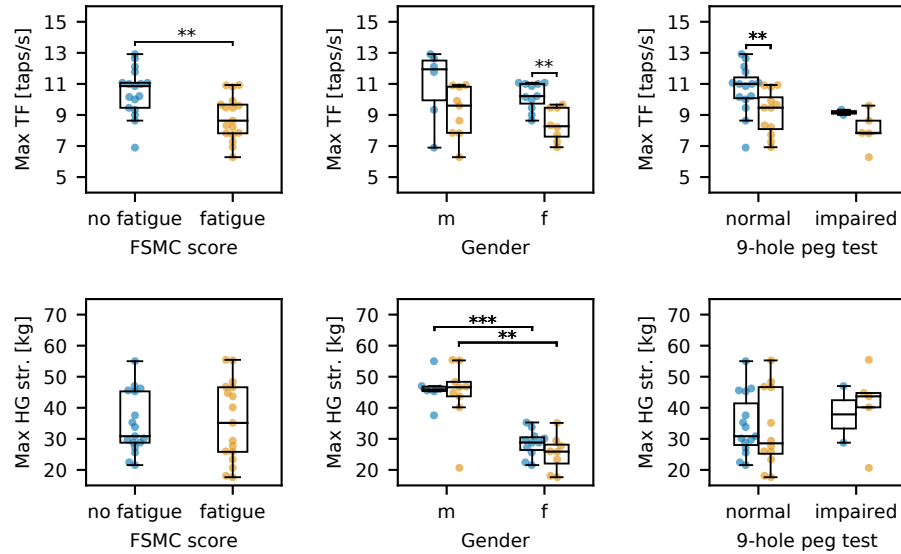 Max TF [taps/s]
15
13
11
9
7
5
**
no fatigue fatigue
FSMC score
Max TF [taps/s]
15
13
11
9
7
5
**
m f
Gender
Max TF [taps/s]
15
13
11
9
7
5
**
normal impaired
9-hole peg test
Max HG str. [kg]
70
60
50
40
30
20
no fatigue fatigue
FSMC score
Max HG str. [kg]
70
60
50
40
30
20
***
**
m f
Gender
Max HG str. [kg]
70
60
50
40
30
20
normal impaired
9-hole peg test